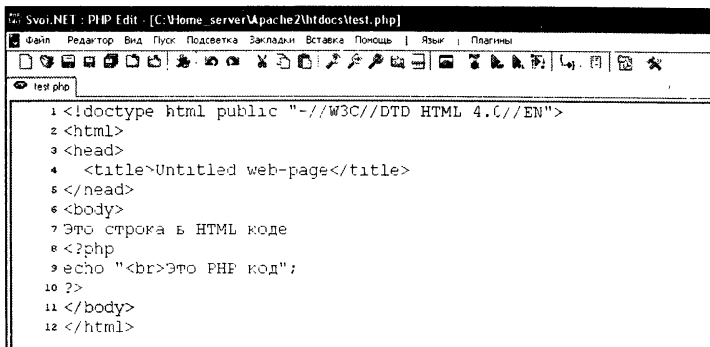 Svoi.NET : PHP Edit - [C:\Home_server\Apache2\htdocs\test.php]
Файл Редактор Вид Пуск Подсветка Закладки Вставка Помощь | Язык | Плагины
test.php
1 <!doctype html public "-//W3C//DTD HTML 4.0//EN">
2 <html>
3 <head>
4 <title>Untitled web-page</title>
5 </head>
6 <body>
7 Это строка в HTML коде
8 <?php
9 echo "<br>Это PHP код";
10 ?>
11 </body>
12 </html>